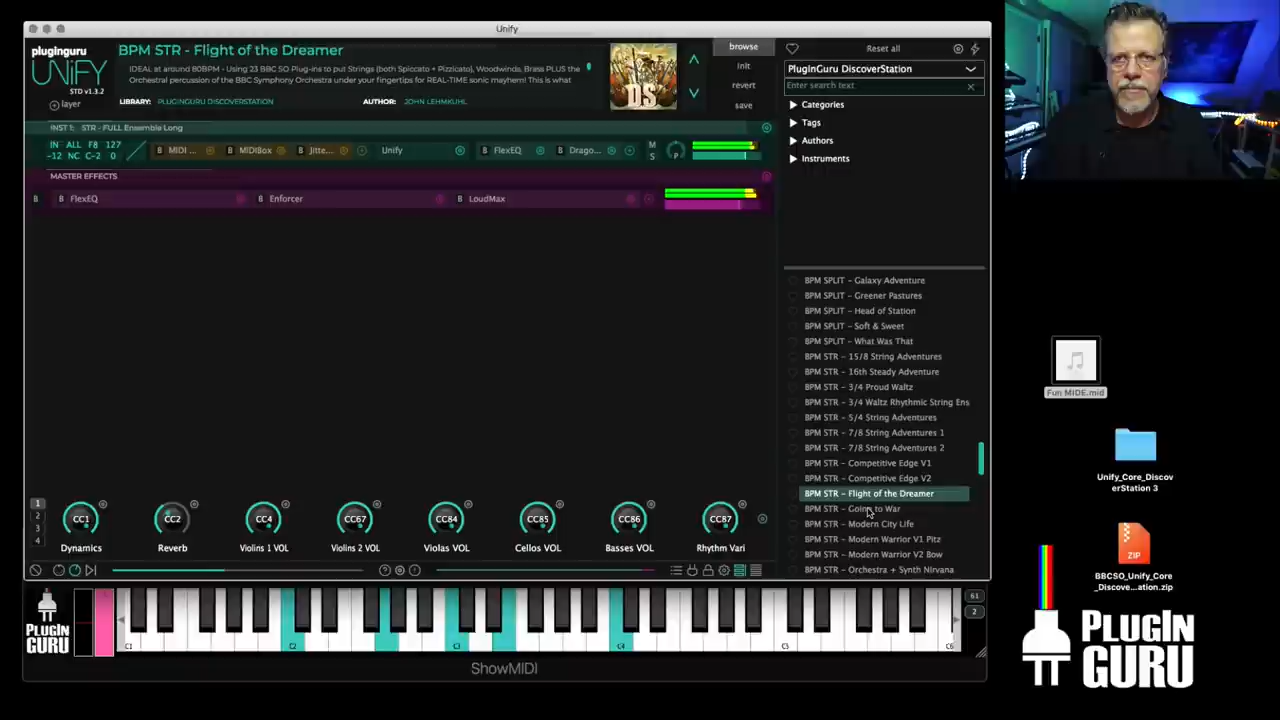 Unify
pluginguru
UNiFY
STD v1.3.2
layer
BPM STR - Flight of the Dreamer
IDEAL at around 80BPM - Using 23 BBC SO Plug-ins to put Strings (both Spiccato + Pizzicato), Woodwinds, Brass PLUS the
Orchestral percussion of the BBC Symphony Orchestra under your fingertips for REAL-TIME sonic mayhem! This is what
LIBRARY: PLUGINGURU DISCOVERSTATION AUTHOR: JOHN LEHMKUHL
D.S
browse
init
revert
save
INST 1: STR - FULL Ensemble Long
IN ALL F8 127
-12 NC C-2 0
MIDI ...
MIDIBox
Jitte...
Unify
B FlexEQ
B Drago...
M
S
P
MASTER EFFECTS
B
B FlexEQ
B Enforcer
B LoudMax
Reset all
PlugInGuru DiscoverStation
Enter search text
Categories
Tags
Authors
Instruments
BPM SPLIT - Galaxy Adventure
BPM SPLIT - Greener Pastures
BPM SPLIT - Head of Station
BPM SPLIT - Soft & Sweet
BPM SPLIT - What Was That
BPM STR - 15/8 String Adventures
BPM STR - 16th Steady Adventure
BPM STR - 3/4 Proud Waltz
BPM STR - 3/4 Waltz Rhythmic String Ens
BPM STR - 5/4 String Adventures
BPM STR - 7/8 String Adventures 1
BPM STR - 7/8 String Adventures 2
BPM STR - Competitive Edge V1
BPM STR - Competitive Edge V2
BPM STR - Flight of the Dreamer
BPM STR - Going to War
BPM STR - Modern City Life
BPM STR - Modern Warrior V1 Pitz
BPM STR - Modern Warrior V2 Bow
BPM STR - Orchestra + Synth Nirvana
1
2
3
4
CC1
CC2
CC4
CC67
CC84
CC85
CC86
CC87
Dynamics
Reverb
Violins 1 VOL
Violins 2 VOL
Violas VOL
Cellos VOL
Basses VOL
Rhythm Vari
PLUGIN
GURU
C1
C2
C3
C4
C5
C6
61
2
ShowMIDI
Fun MIDE.mid
Unify_Core_Discov
erStation 3
ZIP
BBCSO_Unify_Core
_Discove...ation.zip
PLUGIN
GURU